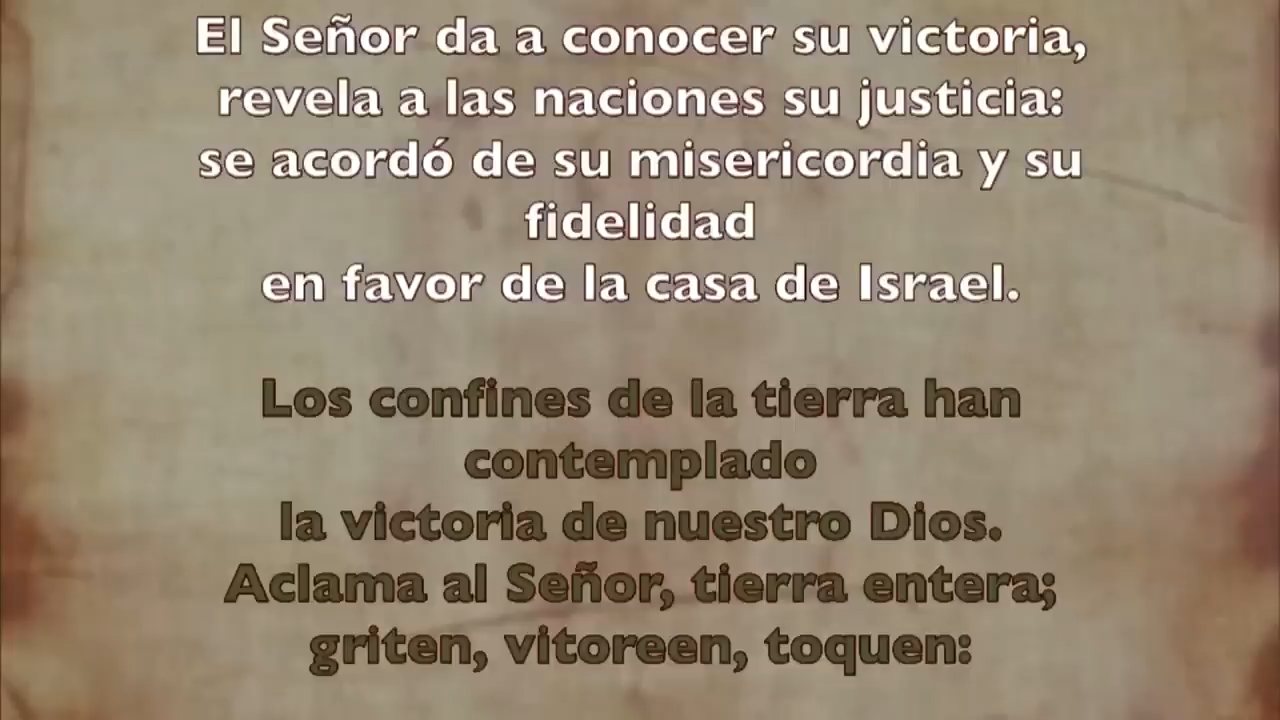 El Señor da a conocer su victoria,
revela a las naciones su justicia:
se acordó de su misericordia y su
fidelidad
en favor de la casa de Israel.
Los confines de la tierra han
contemplado
la victoria de nuestro Dios.
Aclama al Señor, tierra entera;
griten, vitoreen, toquen: